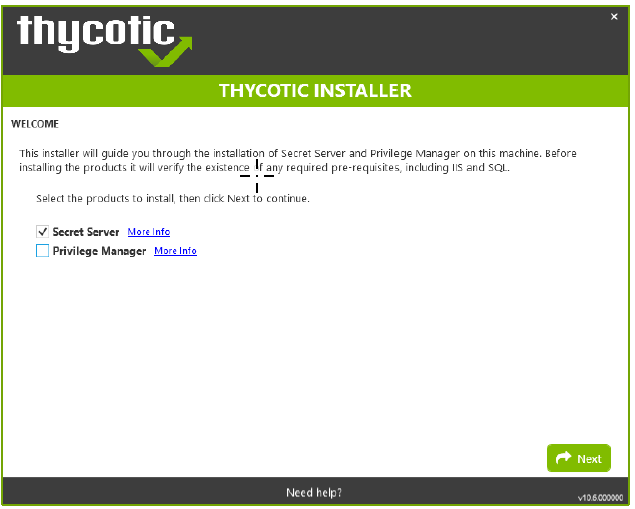 thycotic
×
THYCOTIC INSTALLER
WELCOME
This installer will guide you through the installation of Secret Server and Privilege Manager on this machine. Before
installing the products it will verify the existence of any required pre-requisites, including IIS and SQL.
Select the products to install, then click Next to continue.
Secret Server More Info
Privilege Manager More Info
Next
Need help?
v10.6.000000